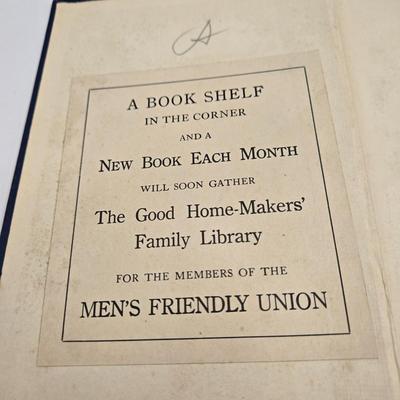 A
A BOOK SHELF
IN THE CORNER
AND A
NEW BOOK EACH MONTH
WILL SOON GATHER
The Good Home-Makers'
Family Library
FOR THE MEMBERS OF THE
MEN'S FRIENDLY UNION